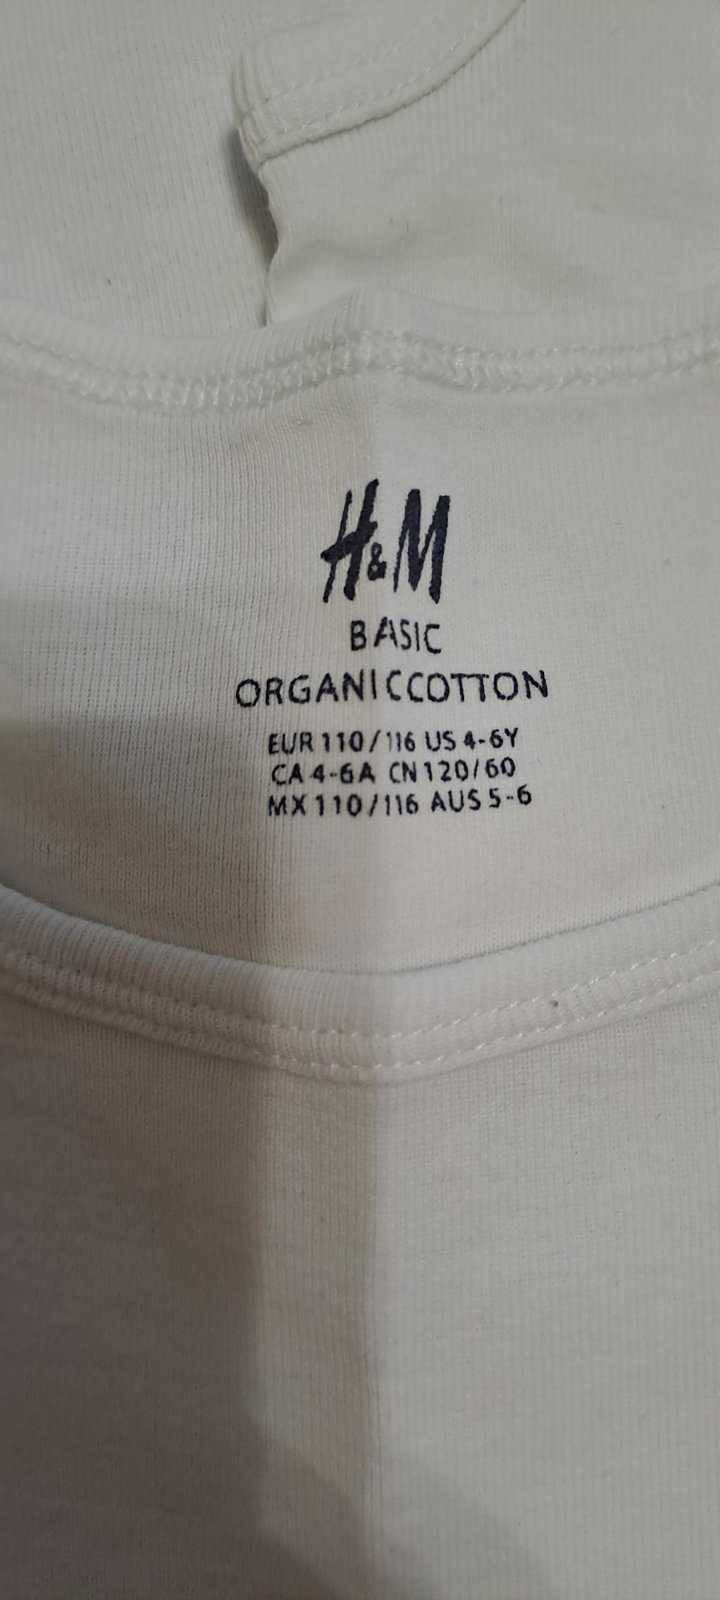 H&M
BASIC
ORGANICCOTTON
EUR 110/116 US 4-6Y
CA 4-6A CN 120/60
MX 110/116 AUS 5-6